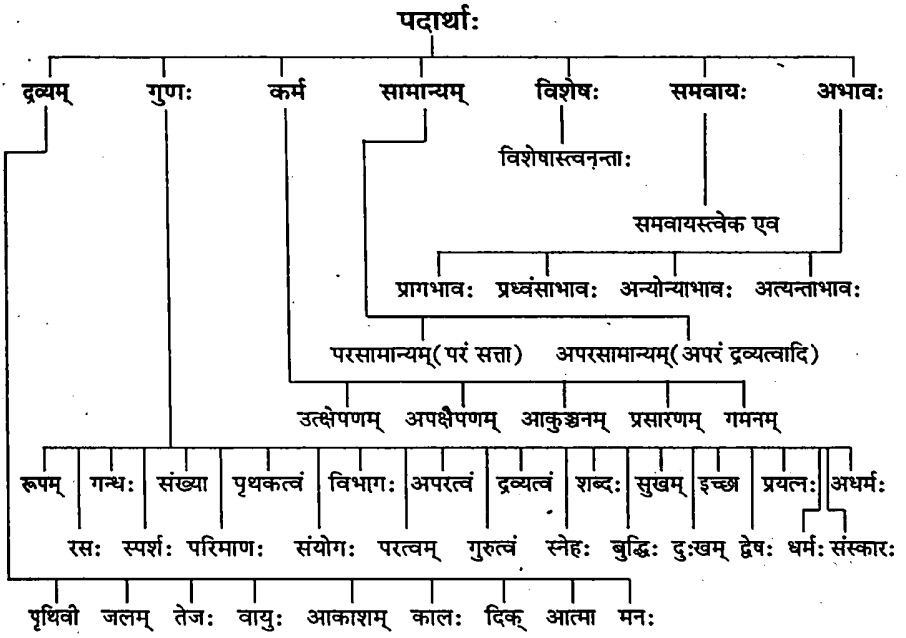 पदार्थाः
द्रव्यम् गुणः कर्म सामान्यम् विशेषः समवायः अभावः
विशेषास्त्वनन्ताः
समवायस्त्वेक एव
प्रागभावः प्रध्वंसाभावः अन्योन्याभावः अत्यन्ताभावः
परसामान्यम् (परं सत्ता) अपरसामान्यम् (अपरं द्रव्यत्वादि)
उत्क्षेपणम् अपक्षेैपणम् आकुञ्चनम् प्रसारणम् गमनम्
रूपम् गन्धः संख्या पृथकत्वं विभागः अपरत्वं द्रव्यत्वं शब्दः सुखम् इच्छा प्रयत्नः अधर्मः
रसः स्पर्शः परिमाणः संयोगः परत्वम् गुरुत्वं स्नेहः बुद्धिः दुःखम् द्वेषः धर्मः संस्कारः
पृथिवी जलम् तेजः वायुः आकाशम् कालः दिक् आत्मा मनः